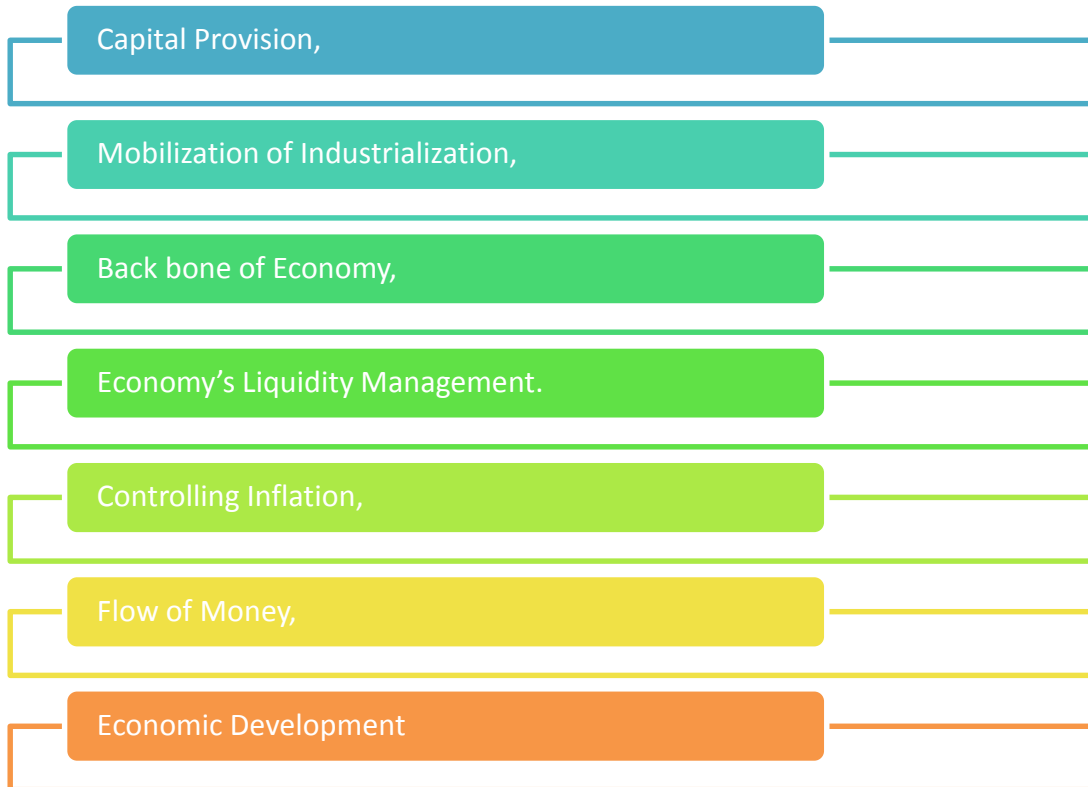 Capital Provision,
Mobilization of Industrialization,
Back bone of Economy,
Economy’s Liquidity Management.
Controlling Inflation,
Flow of Money,
Economic Development